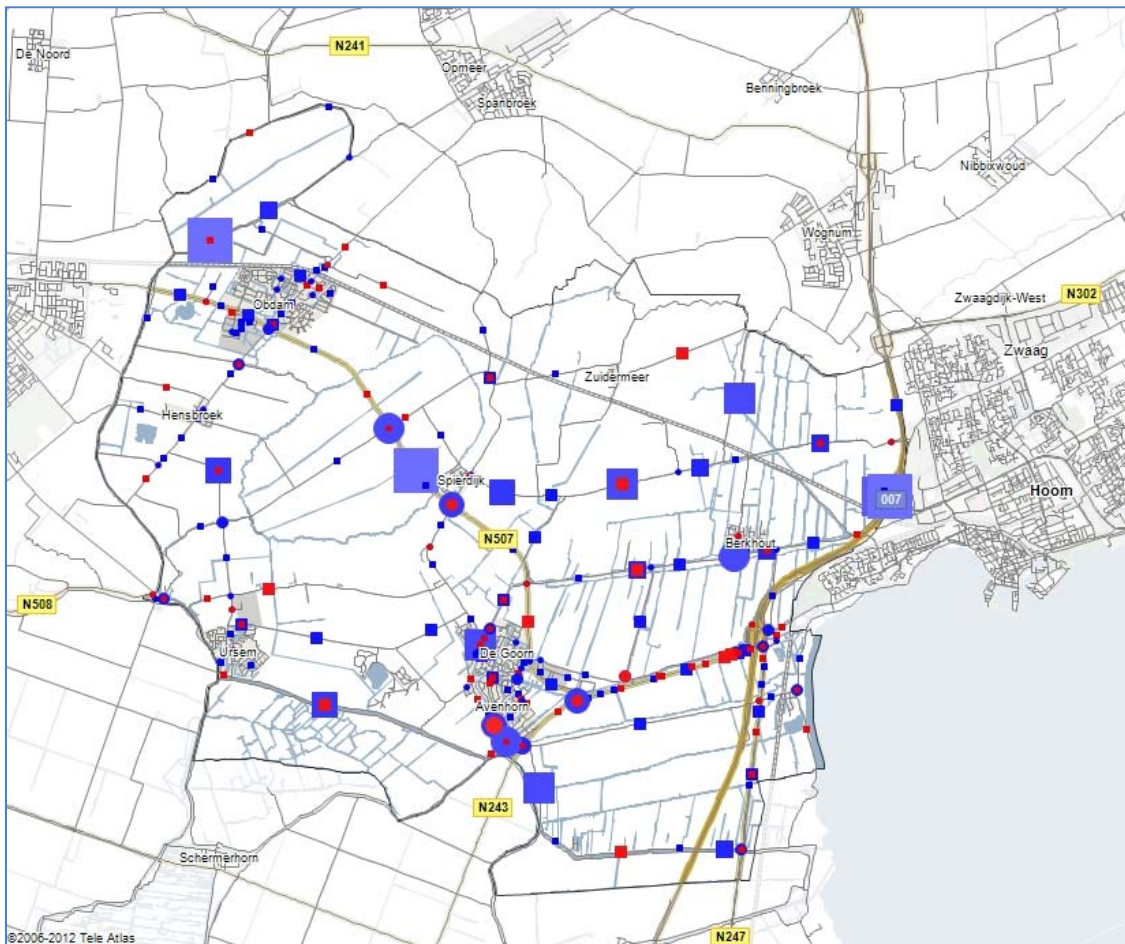 De Noord
N241
Opmeer
Spanbroek
Benningbroek
Nibbixwoud
Wognum
Zwaagdijk-West
N302
Zwaag
Obdam
Zuidermeer
Hensbroek
Spierdijk
Hoorn
007
N507
Berkhout
N508
Ursem
De Goorn
Avenhorn
N243
Schermerhorn
N247
©2006-2012 Tele Atlas